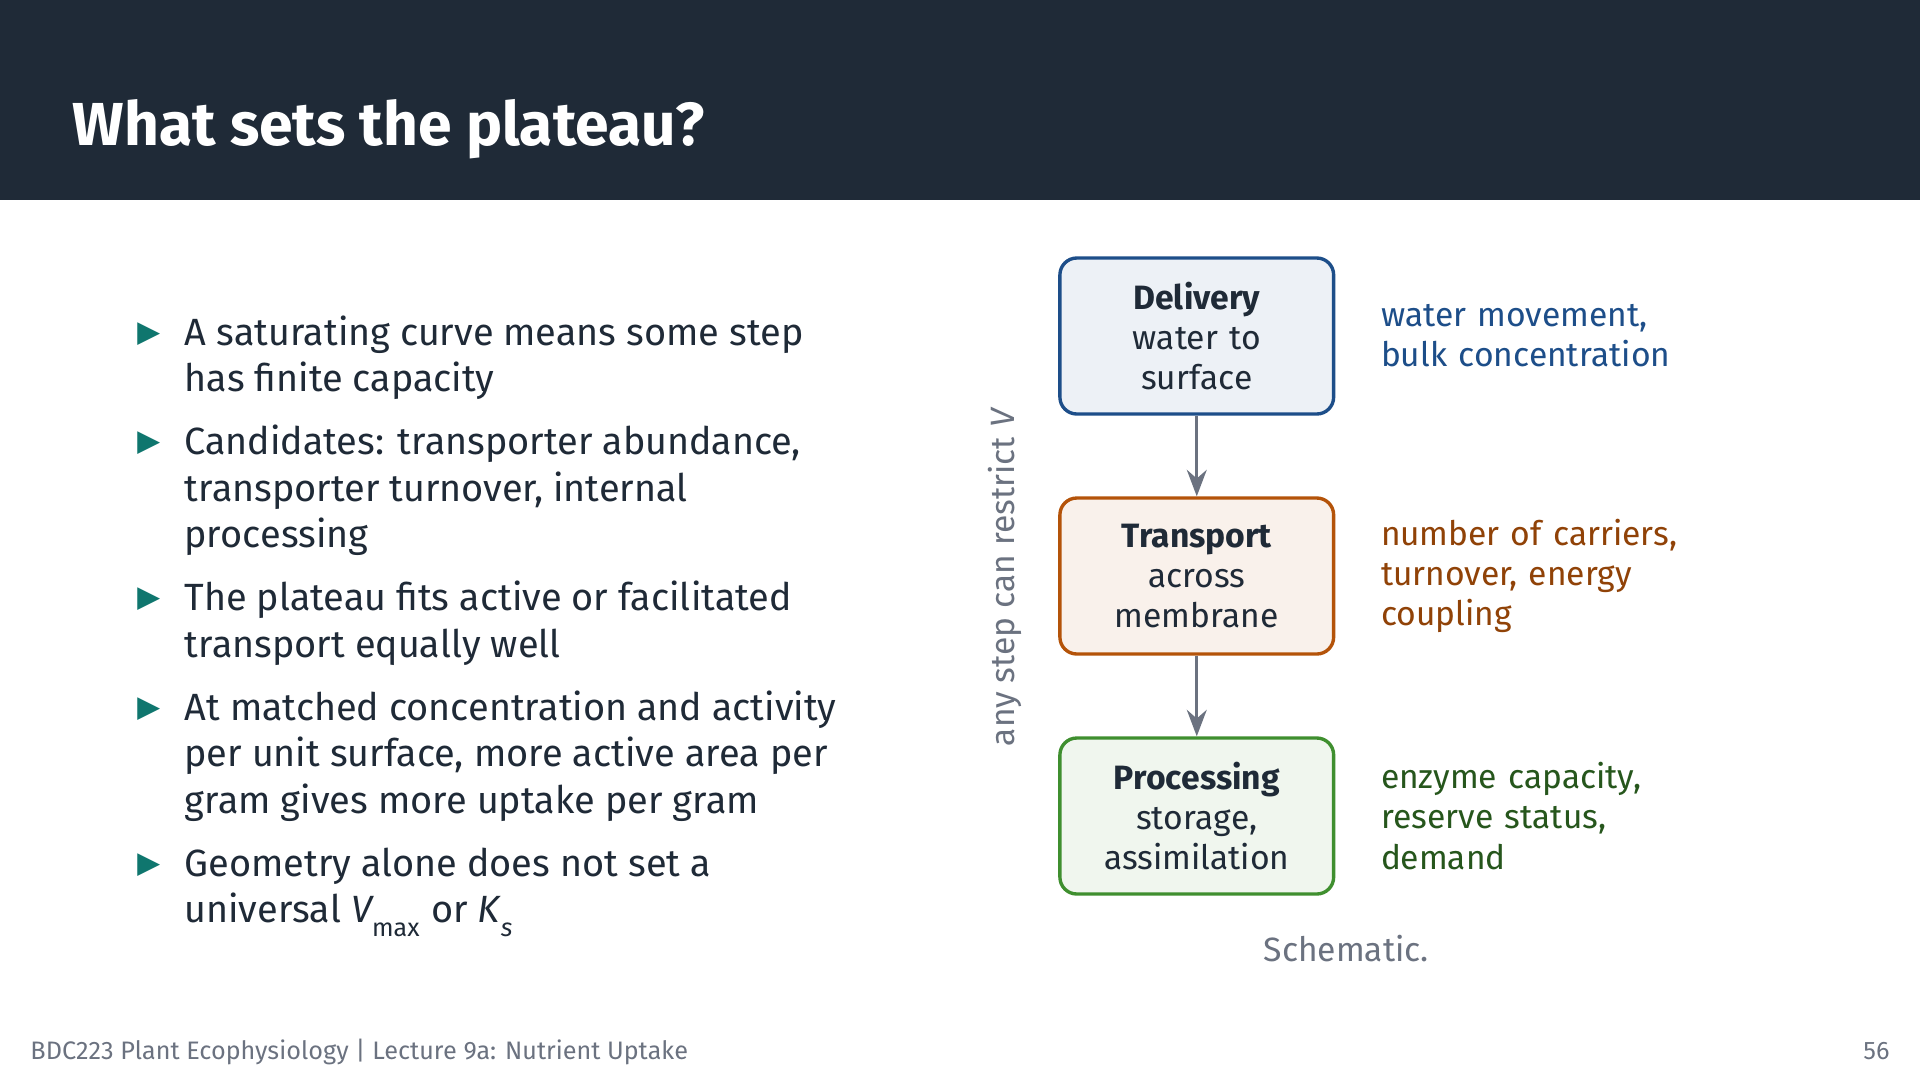 What sets the plateau?
▶ A saturating curve means some step
has finite capacity
▶ Candidates: transporter abundance,
transporter turnover, internal
processing
▶ The plateau fits active or facilitated
transport equally well
▶ At matched concentration and activity
per unit surface, more active area per
gram gives more uptake per gram
▶ Geometry alone does not set a
universal Vmax or Ks
any step can restrict V
Delivery
water to
surface
water movement,
bulk concentration
Transport
across
membrane
number of carriers,
turnover, energy
coupling
Processing
storage,
assimilation
enzyme capacity,
reserve status,
demand
Schematic.
BDC223 Plant Ecophysiology | Lecture 9a: Nutrient Uptake
56